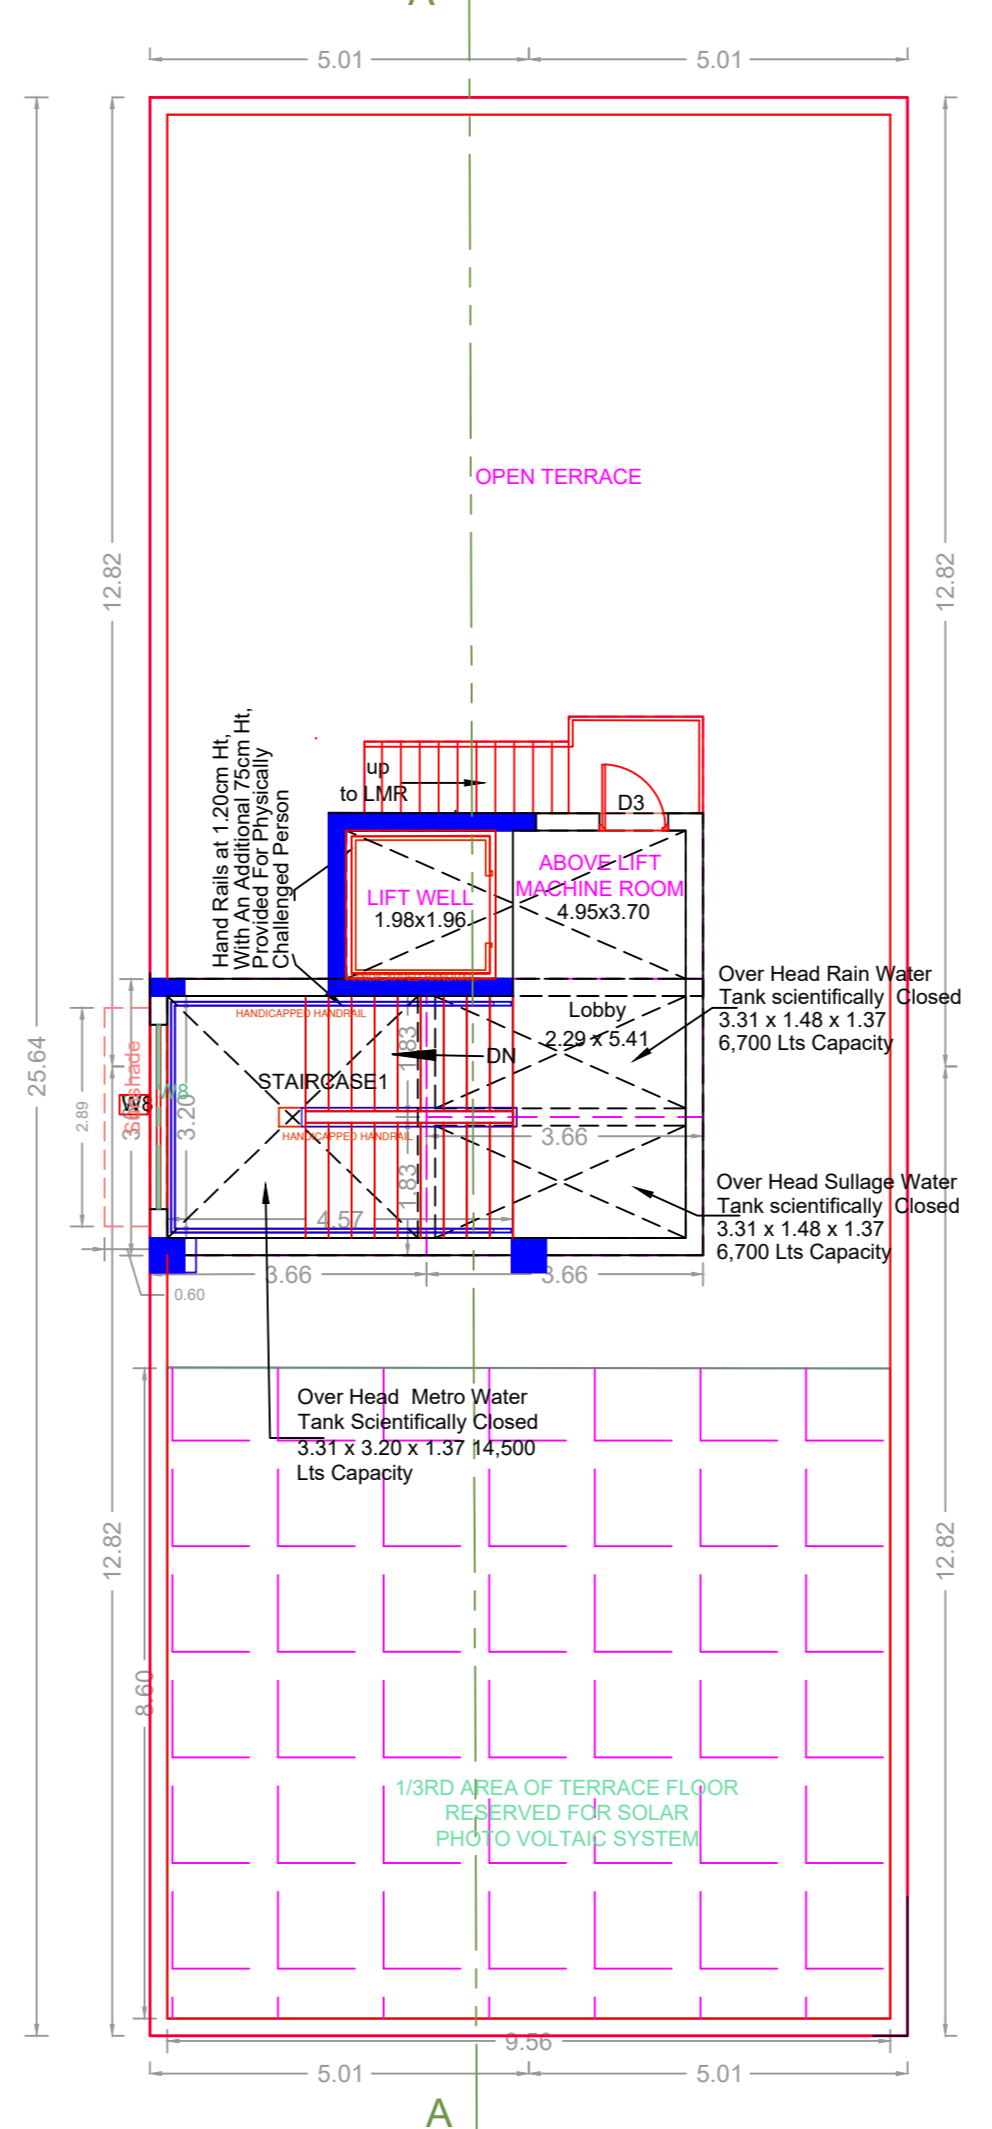 A
5.01
5.01
OPEN TERRACE
12.82
12.82
Hand Rails at 1.20cm Ht,
With An Additional 75cm Ht,
Provided For Physically
Challenged Person
up
to LMR
D3
ABOVE LIFT
MACHINE ROOM
4.95x3.70
LIFT WELL
1.98x1.96
Over Head Rain Water
Tank scientifically Closed
3.31 x 1.48 x 1.37
6,700 Lts Capacity
HANDICAPPED HANDRAIL
Lobby
2.29 x 5.41
1.83
DN
25.64
STAIRCASE1
Sunshade
W8
W8
2.89
3.20
HANDICAPPED HANDRAIL
3.66
1.83
4.57
Over Head Sullage Water
Tank scientifically Closed
3.31 x 1.48 x 1.37
6,700 Lts Capacity
3.66
3.66
0.60
Over Head Metro Water
Tank Scientifically Closed
3.31 x 3.20 x 1.37 14,500
Lts Capacity
12.82
12.82
8.60
1/3RD AREA OF TERRACE FLOOR
RESERVED FOR SOLAR
PHOTO VOLTAIC SYSTEM
9.56
5.01
5.01
A